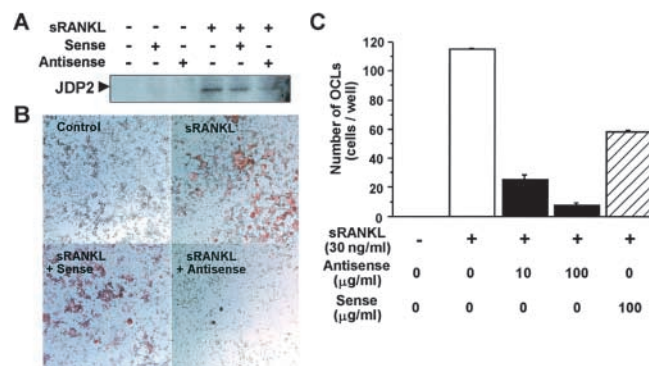 A
sRANKL - - - + + +
Sense - + - - + -
Antisense - - + - - +
JDP2
B
Control
sRANKL
sRANKL
+ Sense
sRANKL
+ Antisense
C
Number of OCLs
(cells / well)
120
100
80
60
40
20
0
sRANKL
(30 ng/ml)
- + + + +
Antisense
(μg/ml)
0 0 10 100 0
Sense
(μg/ml)
0 0 0 0 100